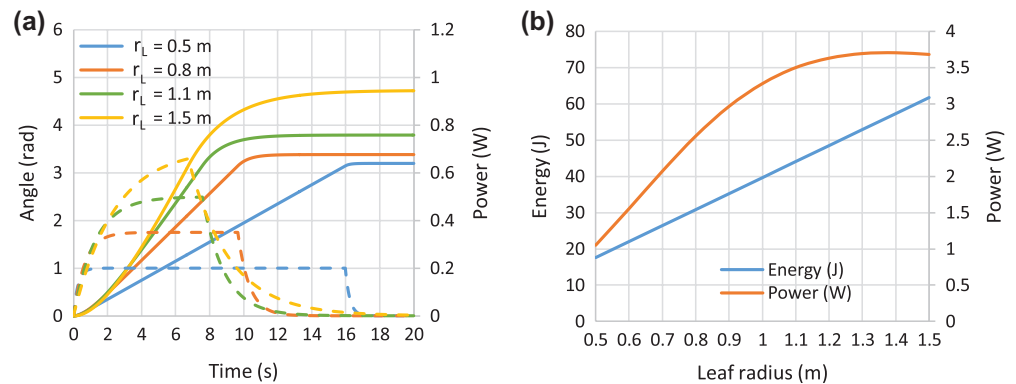 (a)
6
5
4
3
2
1
0
Angle (rad)
1.2
1
0.8
0.6
0.4
0.2
0
Power (W)
r_L = 0.5 m
r_L = 0.8 m
r_L = 1.1 m
r_L = 1.5 m
0 2 4 6 8 10 12 14 16 18 20
Time (s)
(b)
80
70
60
50
40
30
20
10
0
Energy (J)
4
3.5
3
2.5
2
1.5
1
0.5
0
Power (W)
Energy (J)
Power (W)
0.5 0.6 0.7 0.8 0.9 1 1.1 1.2 1.3 1.4 1.5
Leaf radius (m)